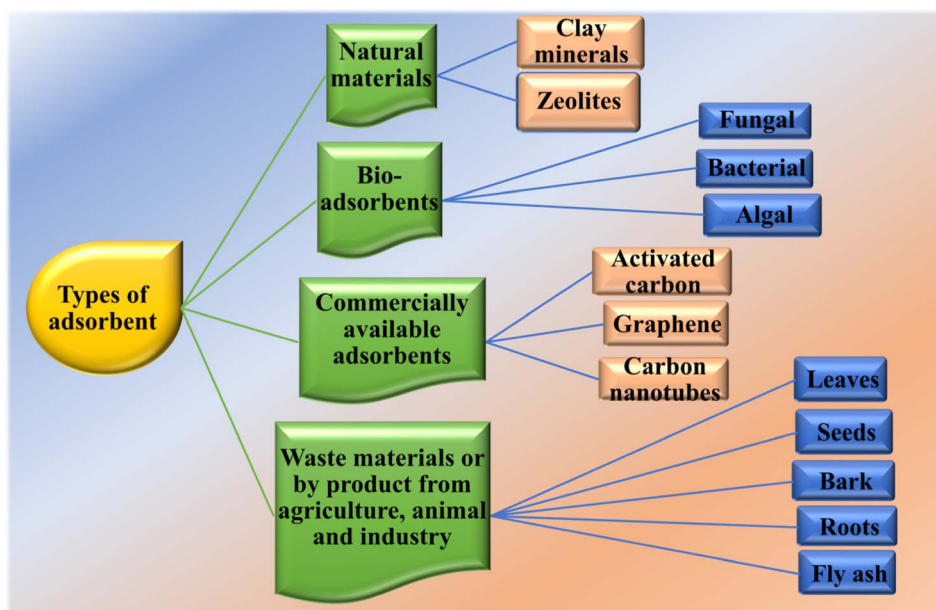 Types of
adsorbent
Natural
materials
Clay
minerals
Zeolites
Bio-
adsorbents
Fungal
Bacterial
Algal
Commercially
available
adsorbents
Activated
carbon
Graphene
Carbon
nanotubes
Waste materials or
by product from
agriculture, animal
and industry
Leaves
Seeds
Bark
Roots
Fly ash